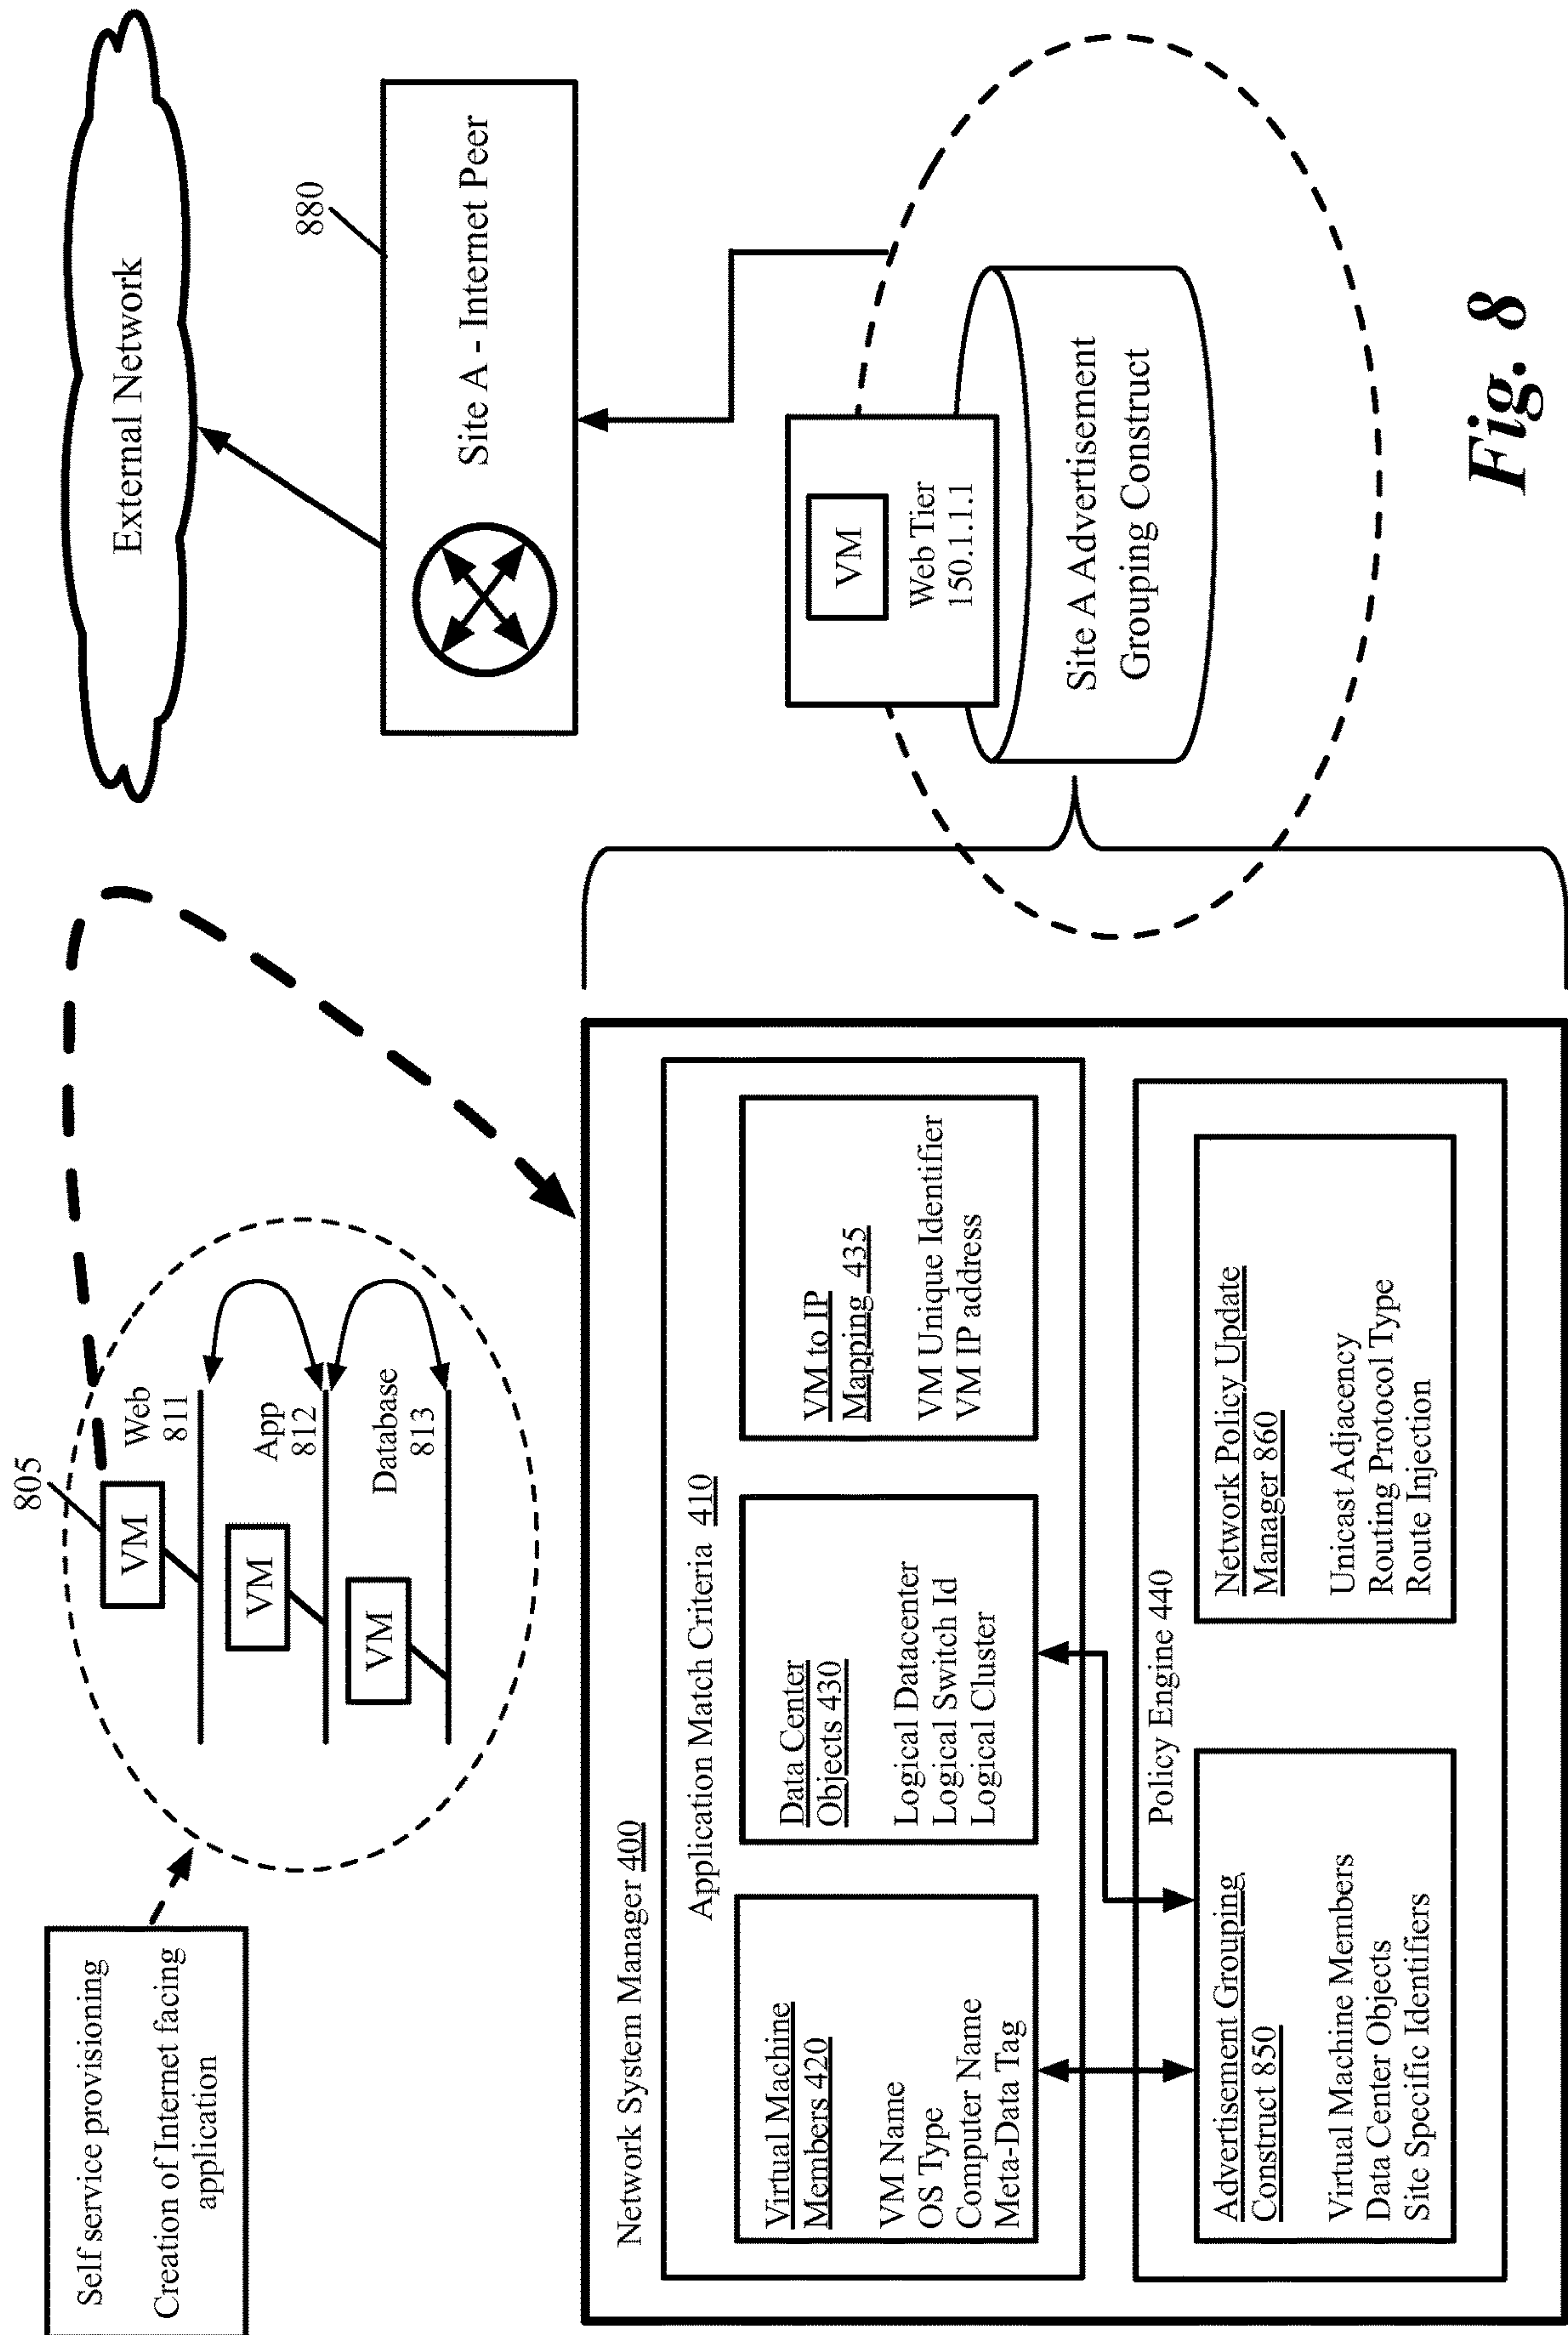 Self service provisioning
Creation of Internet facing
application
805
VM
Web
811
VM
App
812
VM
Database
813
External Network
880
Site A - Internet Peer
VM
Web Tier
150.1.1.1
Site A Advertisement
Grouping Construct
Network System Manager 400
Application Match Criteria 410
Virtual Machine
Members 420
VM Name
OS Type
Computer Name
Meta-Data Tag
Data Center
Objects 430
Logical Datacenter
Logical Switch Id
Logical Cluster
VM to IP
Mapping 435
VM Unique Identifier
VM IP address
Policy Engine 440
Advertisement Grouping
Construct 850
Virtual Machine Members
Data Center Objects
Site Specific Identifiers
Network Policy Update
Manager 860
Unicast Adjacency
Routing Protocol Type
Route Injection
Fig. 8